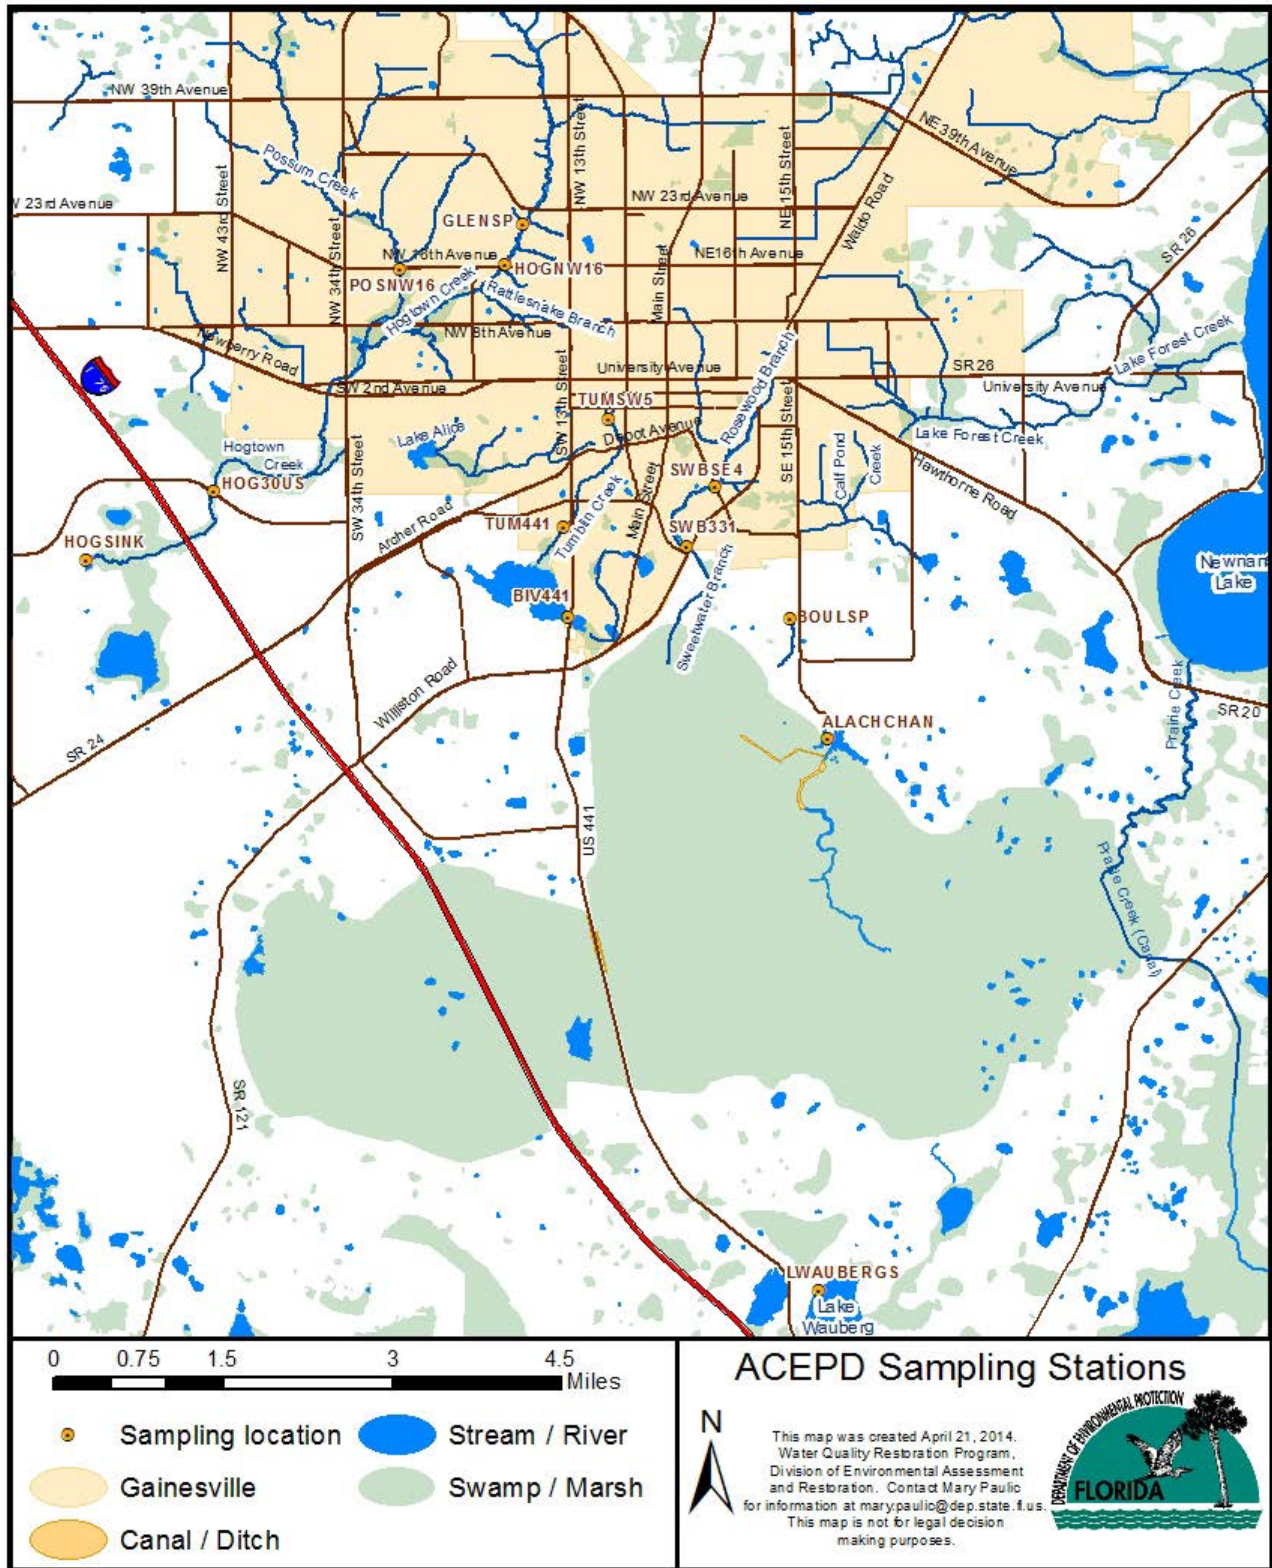 NW 39th Avenue
NW 13th Street
NE 15th Street
NE 39th Avenue
Possum Creek
NW 43rd Street
W 23rd Avenue
NW 23rd Avenue
Waldo Road
GLENSP
NW 34th Street
SR 26
NW 16th Avenue
HOGNW16
Main Street
NE16th Avenue
POSNW16
Hogtown Creek
Rattlesnake Branch
NW 8th Avenue
Newberry Road
I-75
University Avenue
Rosewood Branch
SR26
University Avenue
Lake Forest Creek
SW 2nd Avenue
TUMSW5
SW 13th Street
Depot Avenue
SE 15th Street
Lake Alice
Hogtown
Creek
Lake Forest Creek
Calf Pond
Creek
Hawthorne Road
HOG30US
SW 34th Street
Archer Road
SWBSE4
TUM441
Tumblin Creek
Main Street
SWB331
HOGSINK
BIV441
Sweetwater Branch
BOULSP
Newnan
Lake
Williston Road
Prairie Creek
SR20
SR 24
ALACHCHAN
US 441
Prairie Creek (Canal)
SR 121
LWAUBERGS
Lake
Wauberg
0 0.75 1.5 3 4.5
Miles
Sampling location
Stream / River
Gainesville
Swamp / Marsh
Canal / Ditch
ACEPD Sampling Stations
N
This map was created April 21, 2014.
Water Quality Restoration Program,
Division of Environmental Assessment
and Restoration. Contact Mary Paulic
for information at mary.paulic@dep.state.fl.us.
This map is not for legal decision
making purposes.
DEPARTMENT OF ENVIRONMENTAL PROTECTION
FLORIDA